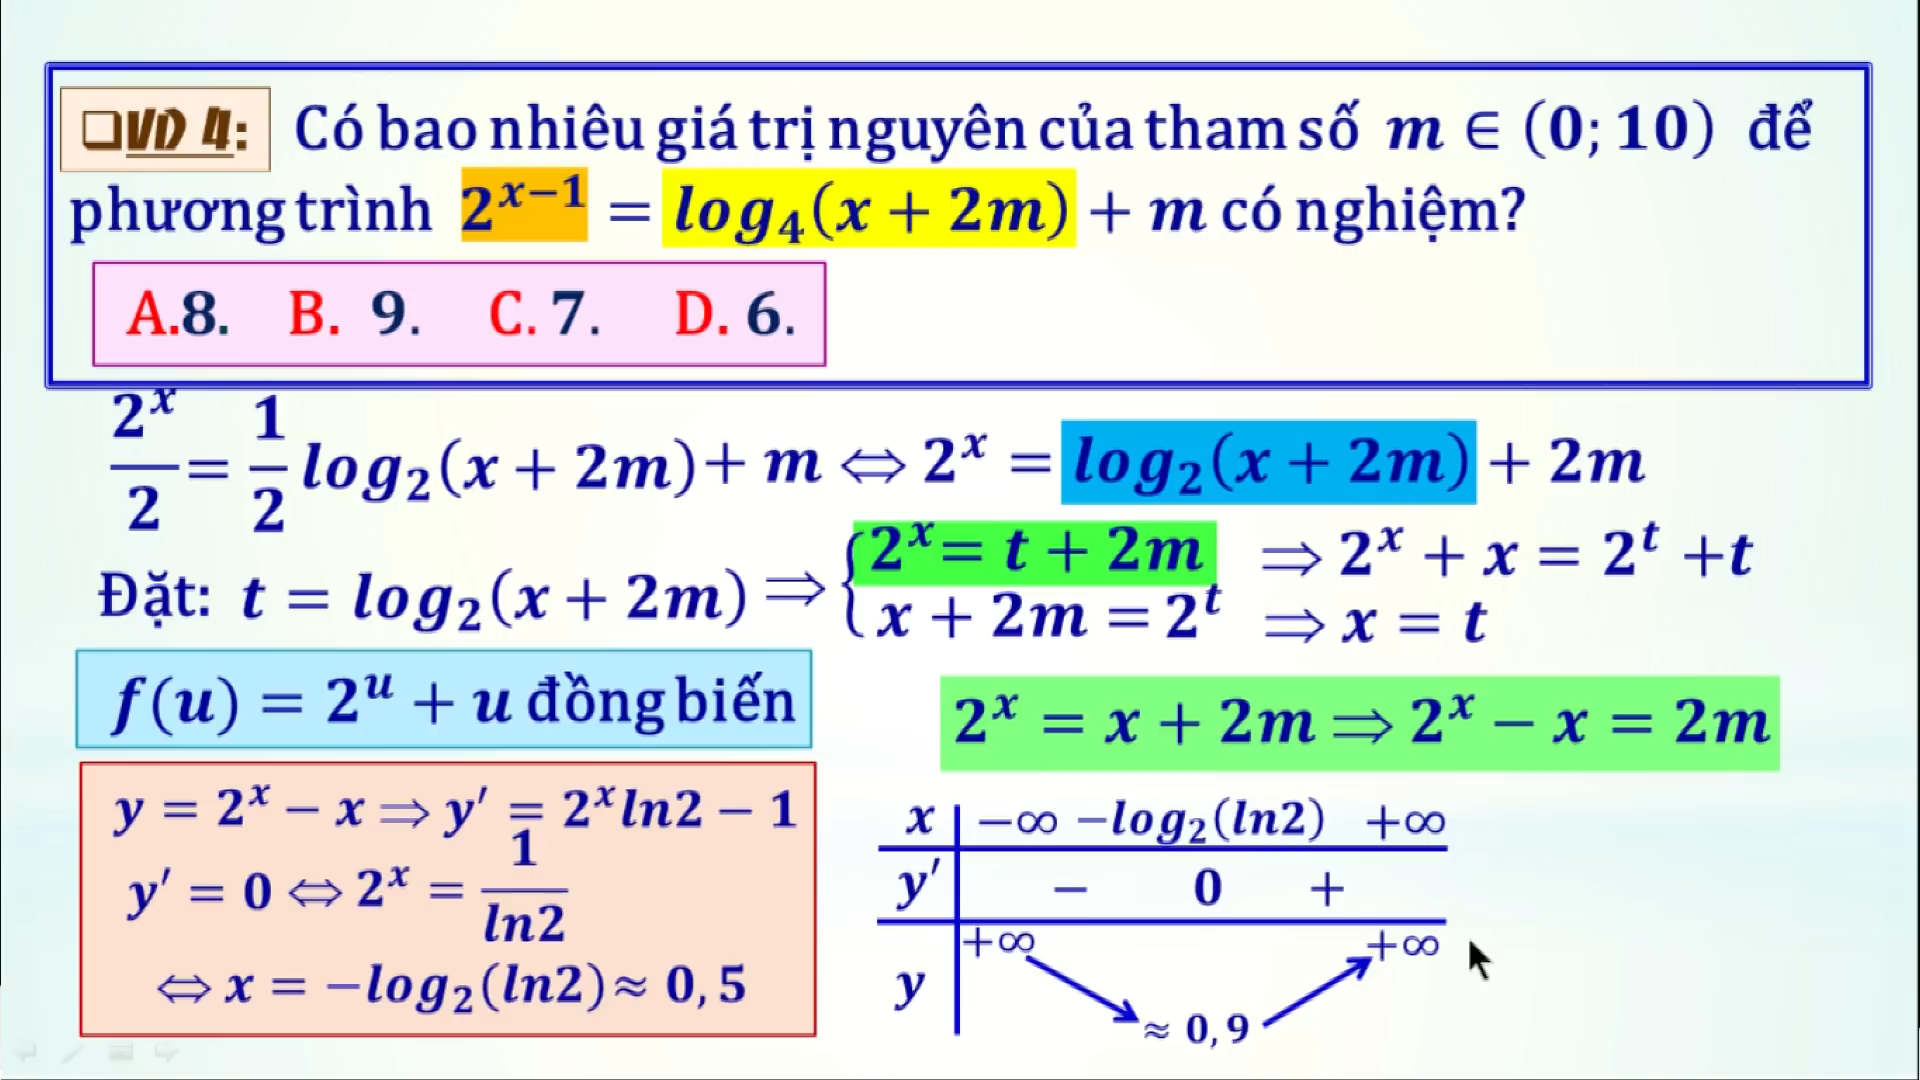 ❑VD 4: Có bao nhiêu giá trị nguyên của tham số m ∈ (0; 10) để
phương trình 2^{x−1} = log₄(x + 2m) + m có nghiệm?
A.8. B. 9. C. 7. D. 6.
2^x/2 = 1/2 log₂(x + 2m) + m ⇔ 2^x = log₂(x + 2m) + 2m
Đặt: t = log₂(x + 2m) ⇒ { 2^x = t + 2m
x + 2m = 2^t
⇒ 2^x + x = 2^t + t
⇒ x = t
f(u) = 2^u + u đồng biến
2^x = x + 2m ⇒ 2^x − x = 2m
y = 2^x − x ⇒ y′ = 2^x ln2 − 1
y′ = 0 ⇔ 2^x = 1/ln2
⇔ x = −log₂(ln2) ≈ 0,5
x −∞ −log₂(ln2) +∞
y′ − 0 +
y +∞ ≈ 0,9 +∞